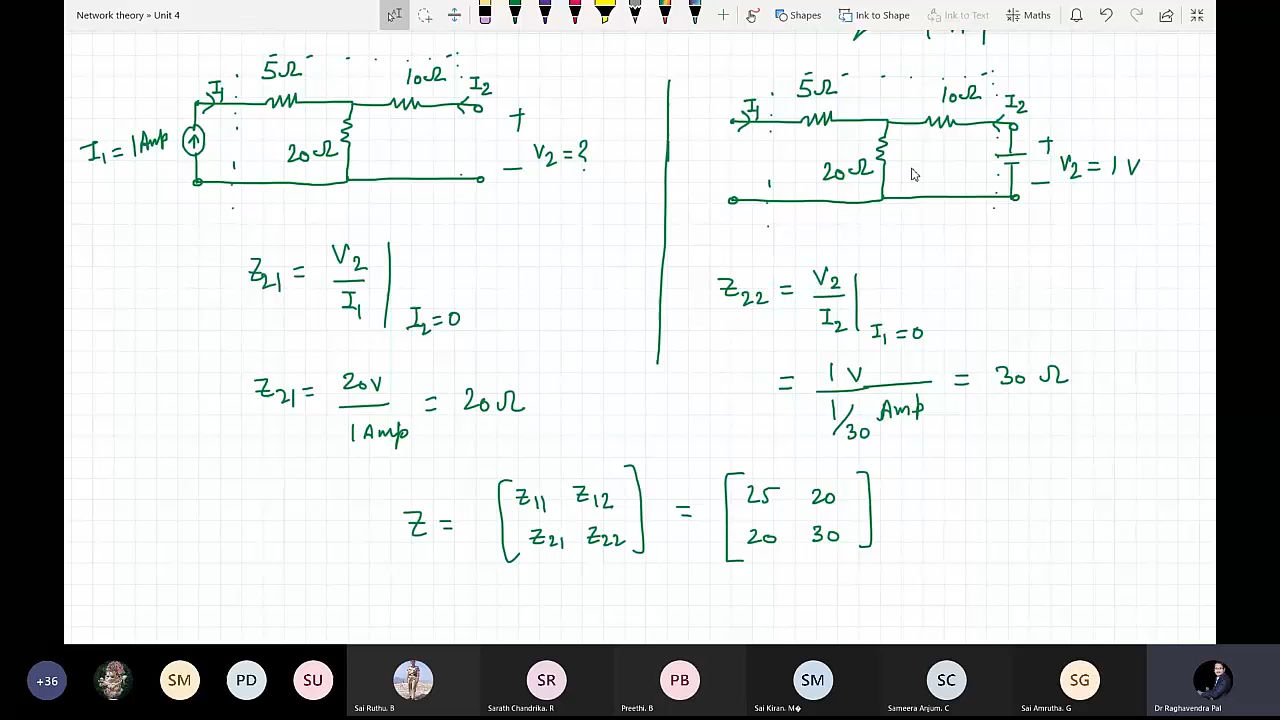 Network theory » Unit 4
Shapes
Ink to Shape
Ink to Text
Maths
5Ω
10Ω
I1
I2
I1 = 1Amp
20Ω
+
V2 = ?
−
5Ω
10Ω
I1
I2
20Ω
+
V2 = 1 V
−
Z21 = V2 / I1 | I2=0
Z21 = 20V / 1 Amp = 20Ω
Z22 = V2 / I2 | I1=0
= 1 V / 1/30 Amp = 30 Ω
Z = [ Z11 Z12 ] = [ 25 20 ]
[ Z21 Z22 ] [ 20 30 ]
+36
SM
PD
SU
SR
PB
SM
SC
SG
Sai Ruthu. B
Sarath Chandrika. R
Preethi. B
Sai Kiran. M�
Sameera Anjum. C
Sai Amrutha. G
Dr Raghavendra Pal